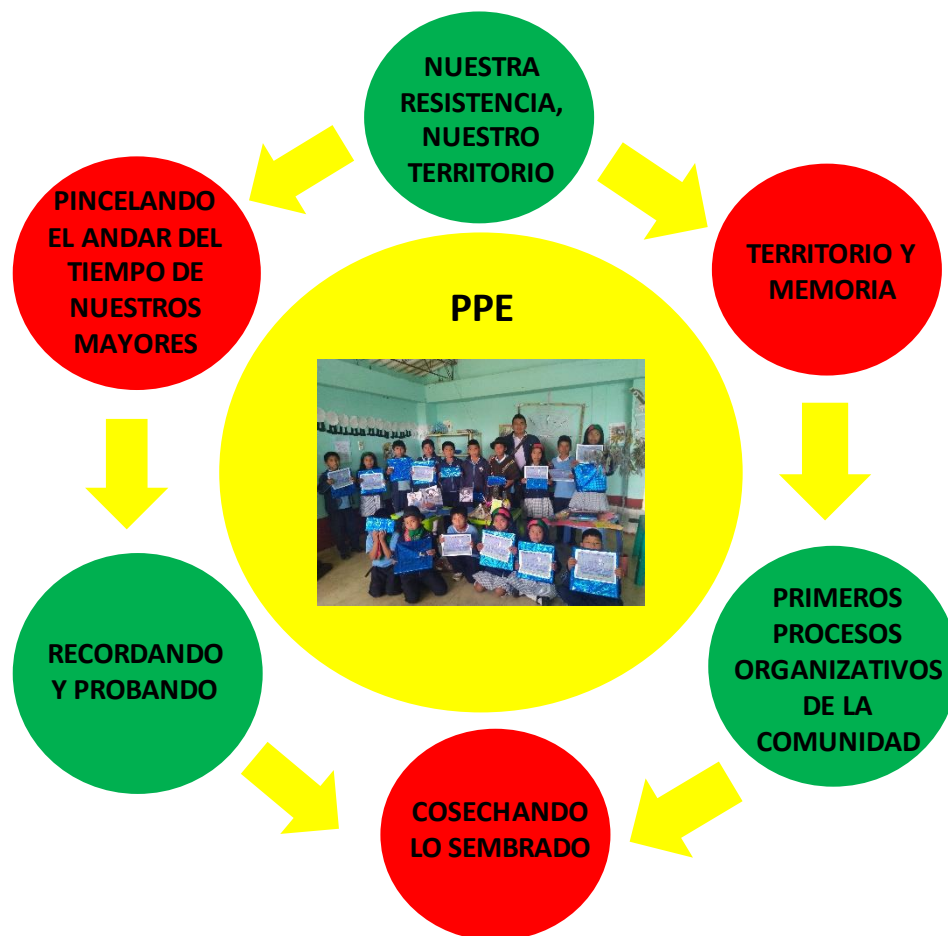 NUESTRA
RESISTENCIA,
NUESTRO
TERRITORIO
PINCELANDO
EL ANDAR DEL
TIEMPO DE
NUESTROS
MAYORES
TERRITORIO Y
MEMORIA
PPE
RECORDANDO
Y PROBANDO
PRIMEROS
PROCESOS
ORGANIZATIVOS
DE LA
COMUNIDAD
COSECHANDO
LO SEMBRADO